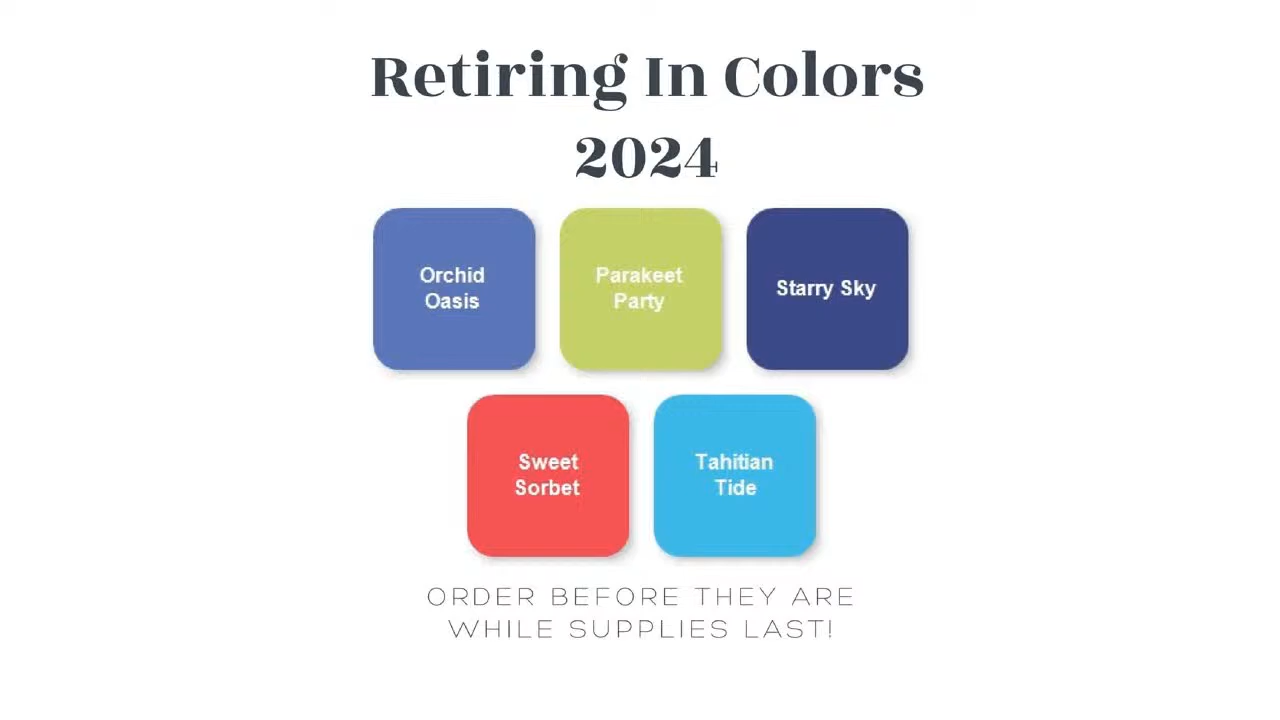 Retiring In Colors
2024
Orchid
Oasis
Parakeet
Party
Starry Sky
Sweet
Sorbet
Tahitian
Tide
ORDER BEFORE THEY ARE
WHILE SUPPLIES LAST!